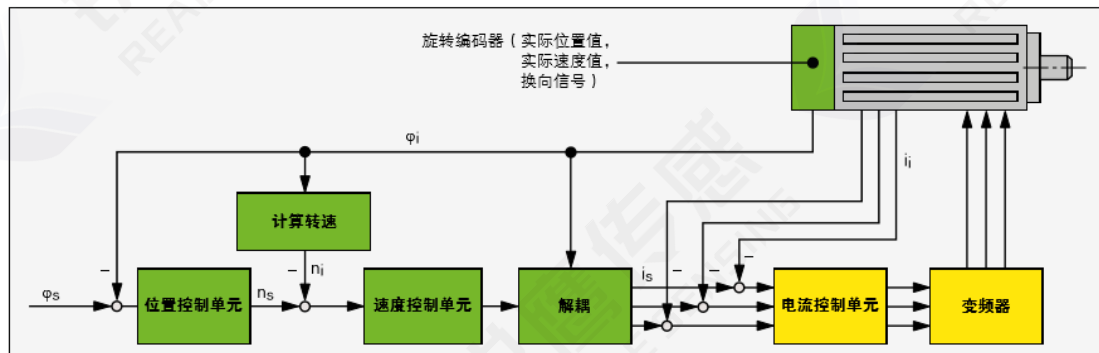 旋转编码器（实际位置值，
实际速度值，
换向信号）
φi
ii
计算转速
− − ni is − − −
φs 位置控制单元 ns 速度控制单元 解耦 电流控制单元 变频器